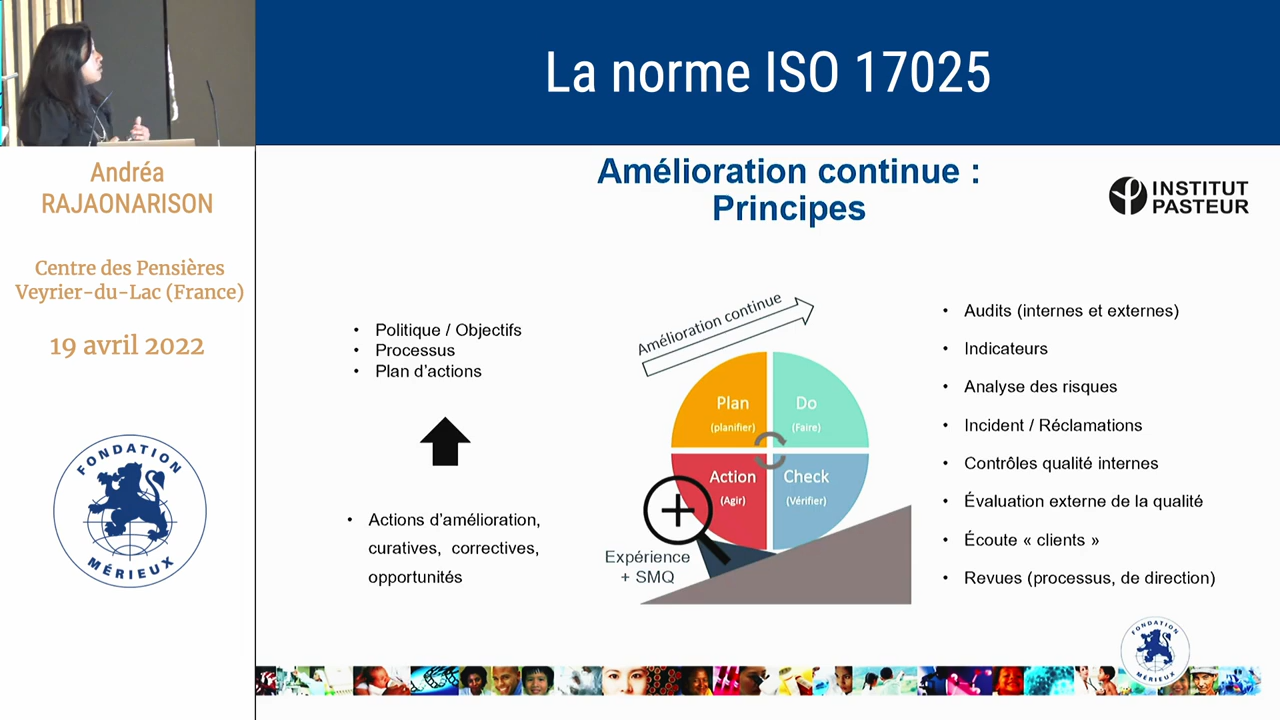 La norme ISO 17025
Andréa
RAJAONARISON
Centre des Pensières
Veyrier-du-Lac (France)
19 avril 2022
FONDATION
MÉRIEUX
Amélioration continue :
Principes
INSTITUT
PASTEUR
• Politique / Objectifs
• Processus
• Plan d'actions
• Actions d'amélioration,
curatives, correctives,
opportunités
Amélioration continue
Plan
(planifier)
Do
(Faire)
Action
(Agir)
Check
(Vérifier)
Expérience
+ SMQ
• Audits (internes et externes)
• Indicateurs
• Analyse des risques
• Incident / Réclamations
• Contrôles qualité internes
• Évaluation externe de la qualité
• Écoute « clients »
• Revues (processus, de direction)
FONDATION
MÉRIEUX